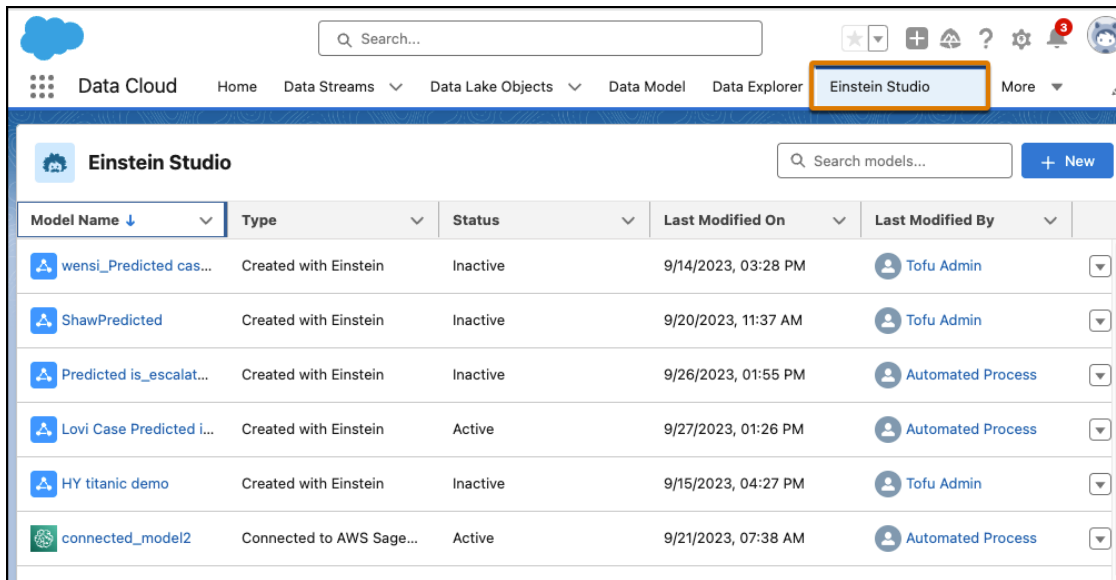 Search...
3
Data Cloud Home Data Streams Data Lake Objects Data Model Data Explorer Einstein Studio More
Einstein Studio Search models... + New
Model Name Type Status Last Modified On Last Modified By
wensi_Predicted cas... Created with Einstein Inactive 9/14/2023, 03:28 PM Tofu Admin
ShawPredicted Created with Einstein Inactive 9/20/2023, 11:37 AM Tofu Admin
Predicted is_escalat... Created with Einstein Inactive 9/26/2023, 01:55 PM Automated Process
Lovi Case Predicted i... Created with Einstein Active 9/27/2023, 01:26 PM Automated Process
HY titanic demo Created with Einstein Inactive 9/15/2023, 04:27 PM Tofu Admin
connected_model2 Connected to AWS Sage... Active 9/21/2023, 07:38 AM Automated Process